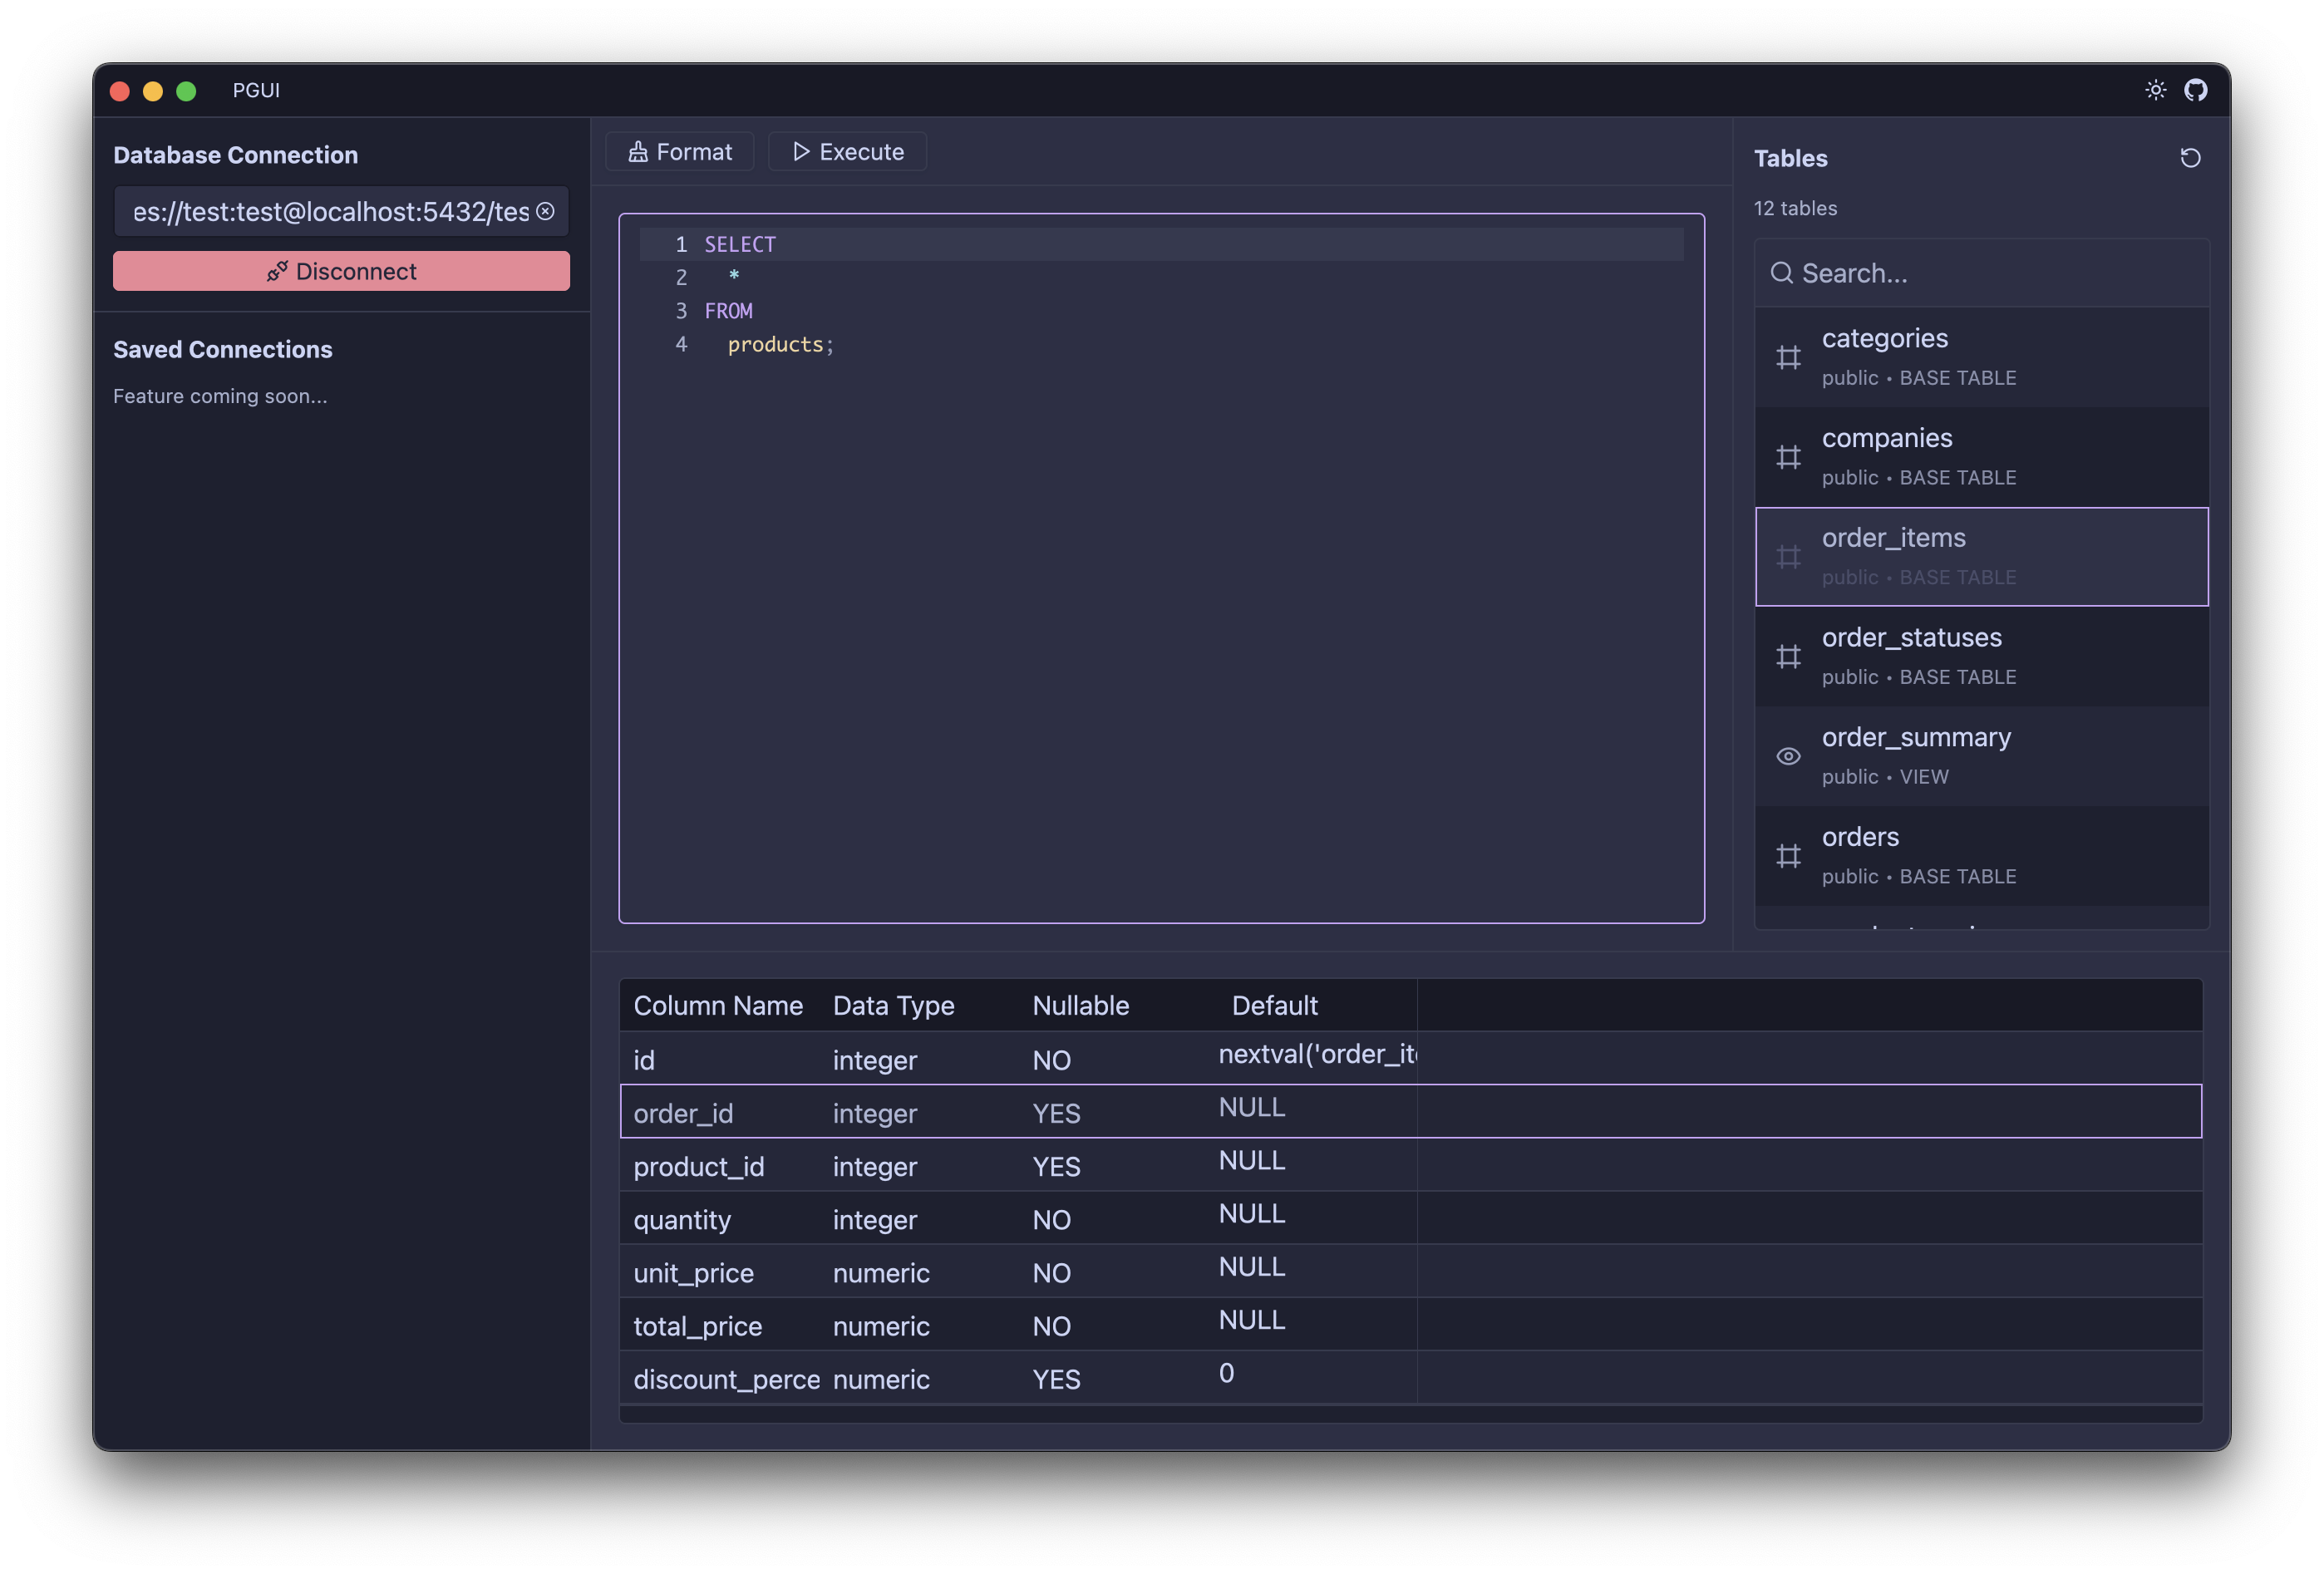 PGUI
Database Connection
es://test:test@localhost:5432/tes
Disconnect
Saved Connections
Feature coming soon...
Format
Execute
1 SELECT
2 *
3 FROM
4 products;
Tables
12 tables
Search...
categories
public • BASE TABLE
companies
public • BASE TABLE
order_items
public • BASE TABLE
order_statuses
public • BASE TABLE
order_summary
public • VIEW
orders
public • BASE TABLE
Column Name Data Type Nullable Default
id integer NO nextval('order_ite
order_id integer YES NULL
product_id integer YES NULL
quantity integer NO NULL
unit_price numeric NO NULL
total_price numeric NO NULL
discount_perce numeric YES 0